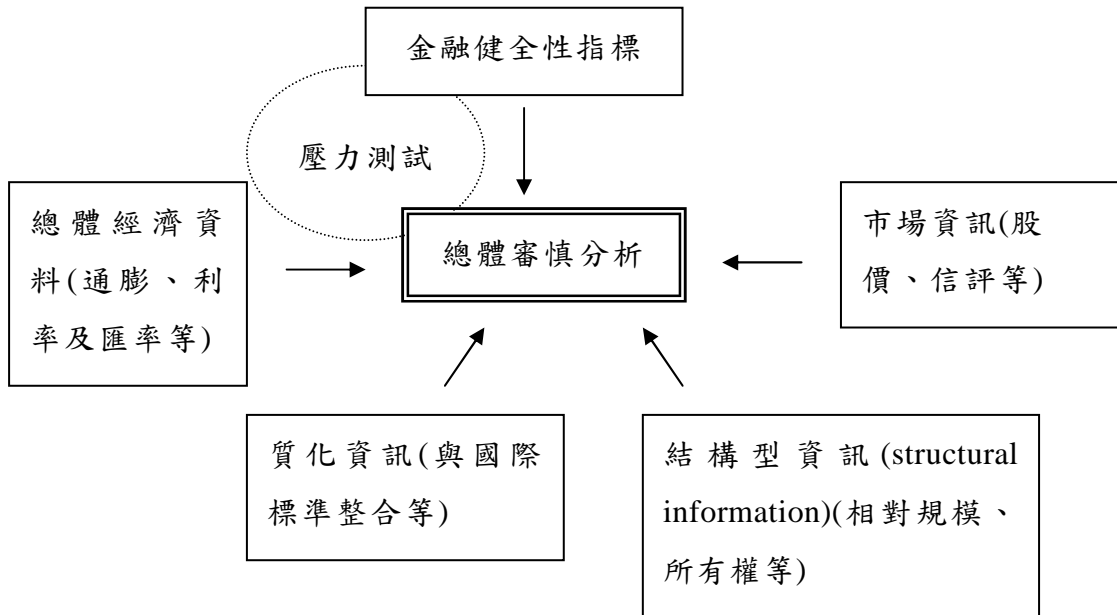 金融健全性指標
壓力測試
總體經濟資
料(通膨、利
率及匯率等)
總體審慎分析
市場資訊(股
價、信評等)
質化資訊(與國際
標準整合等)
結構型資訊(structural
information)(相對規模、
所有權等)